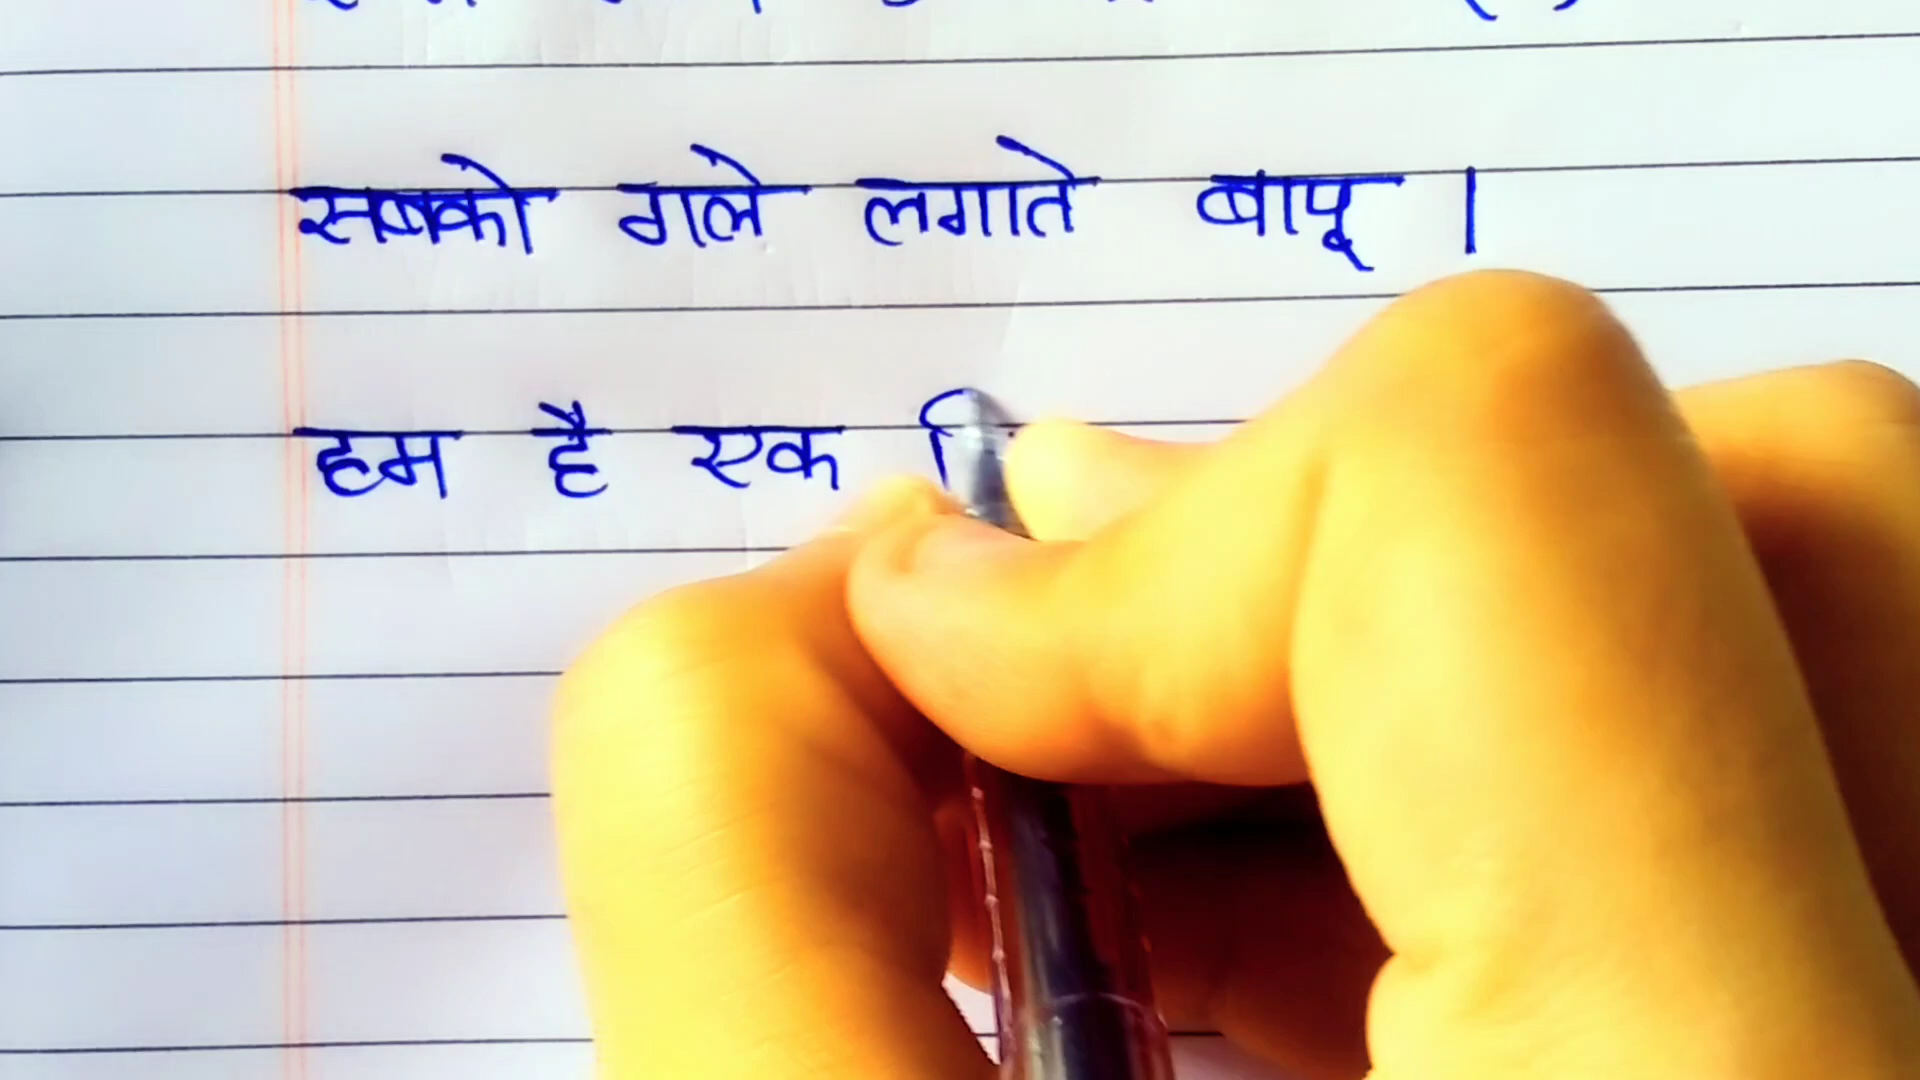 सबको गले लगाते बापू ।
हम है एक